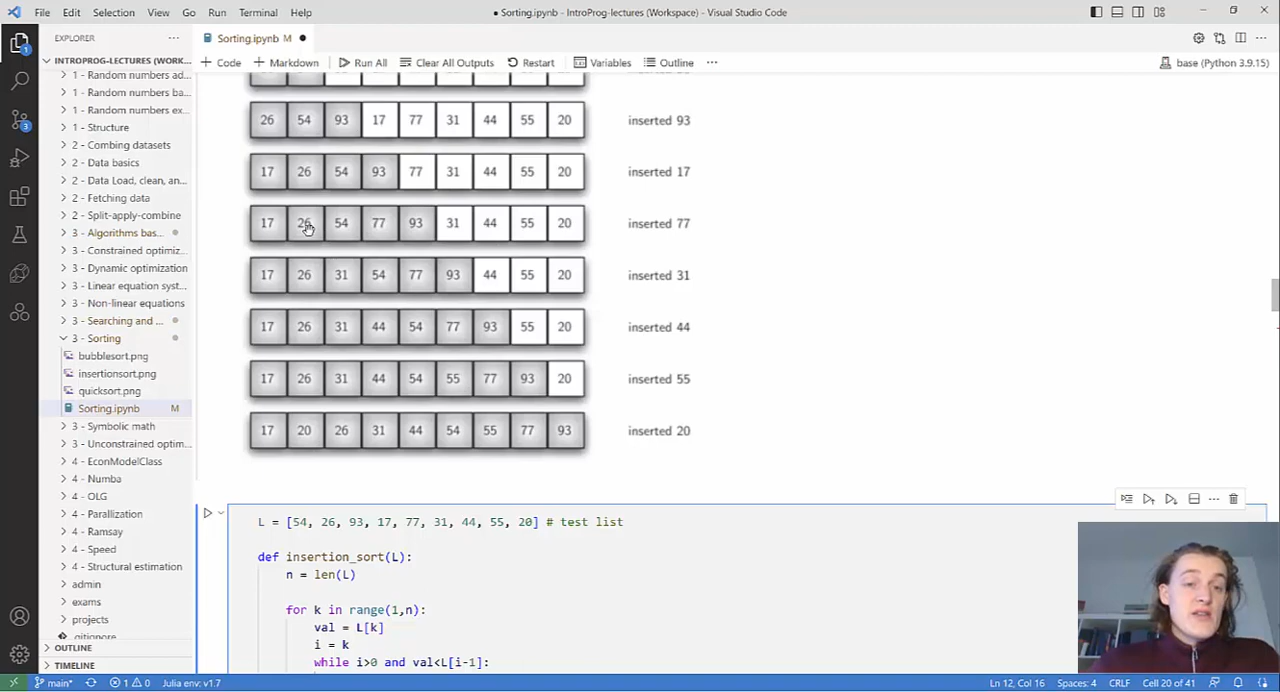 File Edit Selection View Go Run Terminal Help
● Sorting.ipynb - IntroProg-lectures (Workspace) - Visual Studio Code
EXPLORER ...
Sorting.ipynb M ●
INTROPROG-LECTURES (WORK...
+ Code + Markdown Run All Clear All Outputs Restart Variables Outline ...
base (Python 3.9.15)
1 - Random numbers ad...
1 - Random numbers ba...
1 - Random numbers ex...
1 - Structure
2 - Combing datasets
2 - Data basics
2 - Data Load, clean, an...
2 - Fetching data
2 - Split-apply-combine
3 - Algorithms bas...
3 - Constrained optimiz...
3 - Dynamic optimization
3 - Linear equation syst...
3 - Non-linear equations
3 - Searching and ...
3 - Sorting
bubblesort.png
insertionsort.png
quicksort.png
Sorting.ipynb M
3 - Symbolic math
3 - Unconstrained optim...
4 - EconModelClass
4 - Numba
4 - OLG
4 - Parallization
4 - Ramsay
4 - Speed
4 - Structural estimation
admin
exams
projects
.gitignore
OUTLINE
TIMELINE
26 54 93 17 77 31 44 55 20 inserted 93
17 26 54 93 77 31 44 55 20 inserted 17
17 26 54 77 93 31 44 55 20 inserted 77
17 26 31 54 77 93 44 55 20 inserted 31
17 26 31 44 54 77 93 55 20 inserted 44
17 26 31 44 54 55 77 93 20 inserted 55
17 20 26 31 44 54 55 77 93 inserted 20
L = [54, 26, 93, 17, 77, 31, 44, 55, 20] # test list
def insertion_sort(L):
n = len(L)
for k in range(1,n):
val = L[k]
i = k
while i>0 and val<L[i-1]:
main* 1 0 Julia env: v1.7
Ln 12, Col 16 Spaces: 4 CRLF Cell 20 of 41